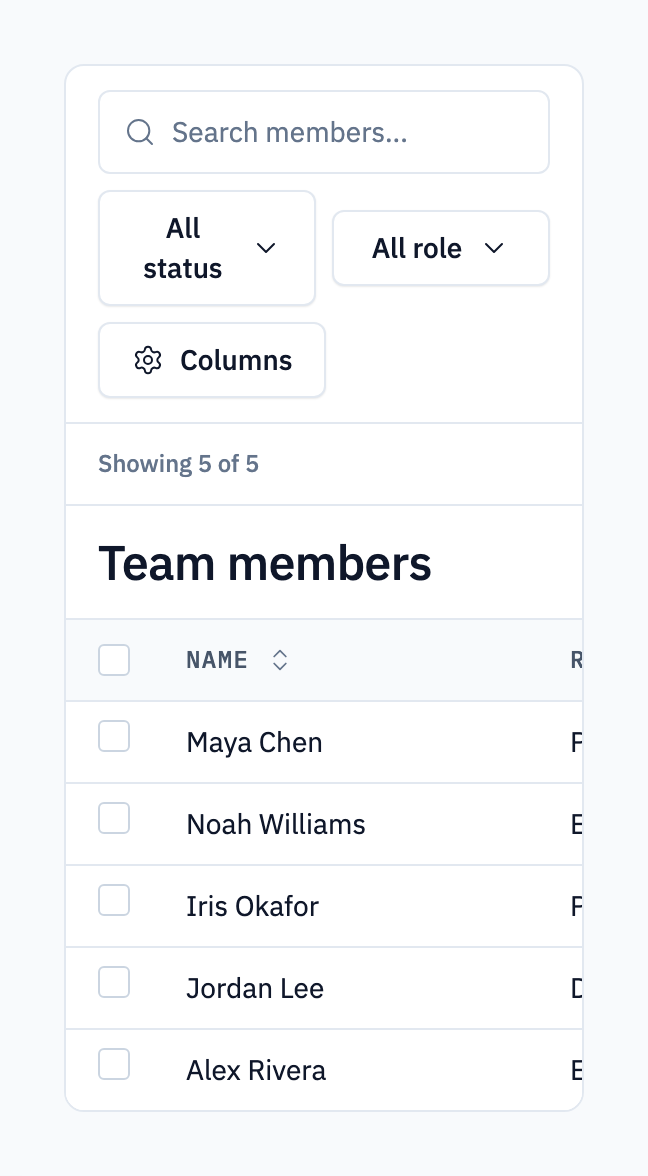 Search members...
All
status
All role
Columns
Showing 5 of 5
Team members
NAME
Maya Chen
Noah Williams
Iris Okafor
Jordan Lee
Alex Rivera